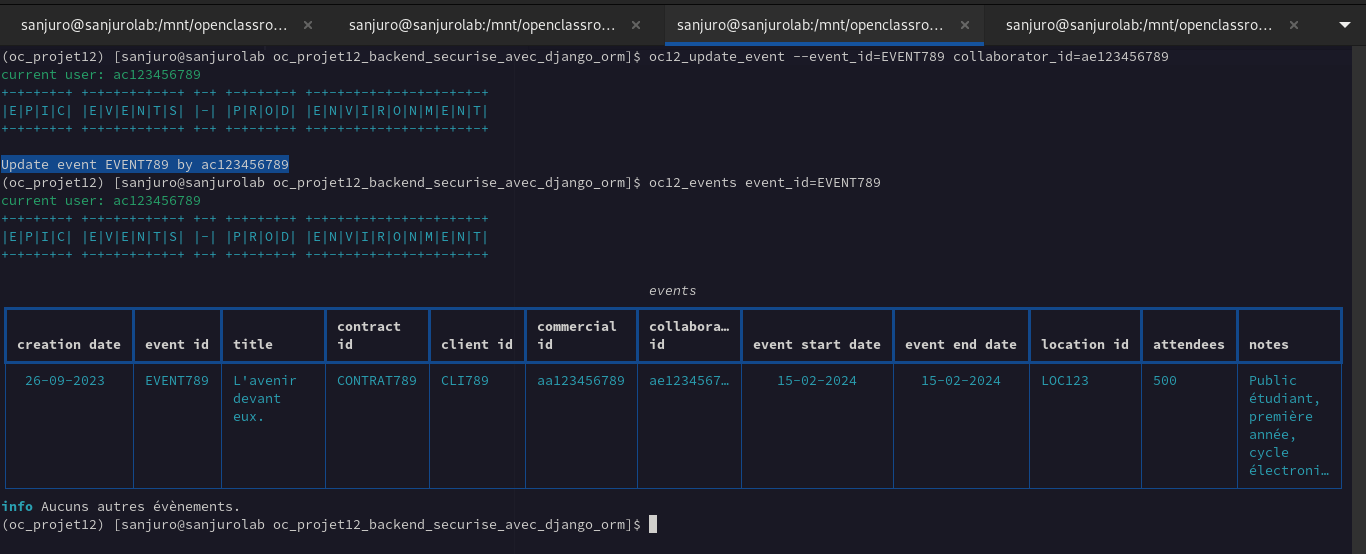 sanjuro@sanjurolab:/mnt/openclassro… × sanjuro@sanjurolab:/mnt/openclassro… × sanjuro@sanjurolab:/mnt/openclassro… × sanjuro@sanjurolab:/mnt/openclassro… ×
(oc_projet12) [sanjuro@sanjurolab oc_projet12_backend_securise_avec_django_orm]$ oc12_update_event --event_id=EVENT789 collaborator_id=ae123456789
current user: ac123456789
+-+-+-+-+ +-+-+-+-+-+-+ +-+ +-+-+-+-+ +-+-+-+-+-+-+-+-+-+-+-+
|E|P|I|C| |E|V|E|N|T|S| |-| |P|R|O|D| |E|N|V|I|R|O|N|M|E|N|T|
+-+-+-+-+ +-+-+-+-+-+-+ +-+ +-+-+-+-+ +-+-+-+-+-+-+-+-+-+-+-+
Update event EVENT789 by ac123456789
(oc_projet12) [sanjuro@sanjurolab oc_projet12_backend_securise_avec_django_orm]$ oc12_events event_id=EVENT789
current user: ac123456789
+-+-+-+-+ +-+-+-+-+-+-+ +-+ +-+-+-+-+ +-+-+-+-+-+-+-+-+-+-+-+
|E|P|I|C| |E|V|E|N|T|S| |-| |P|R|O|D| |E|N|V|I|R|O|N|M|E|N|T|
+-+-+-+-+ +-+-+-+-+-+-+ +-+ +-+-+-+-+ +-+-+-+-+-+-+-+-+-+-+-+
events
contract commercial collabora…
creation date event id title id client id id id event start date event end date location id attendees notes
26-09-2023 EVENT789 L'avenir CONTRAT789 CLI789 aa123456789 ae1234567… 15-02-2024 15-02-2024 LOC123 500 Public
devant étudiant,
eux. première
année,
cycle
électroni…
info Aucuns autres évènements.
(oc_projet12) [sanjuro@sanjurolab oc_projet12_backend_securise_avec_django_orm]$